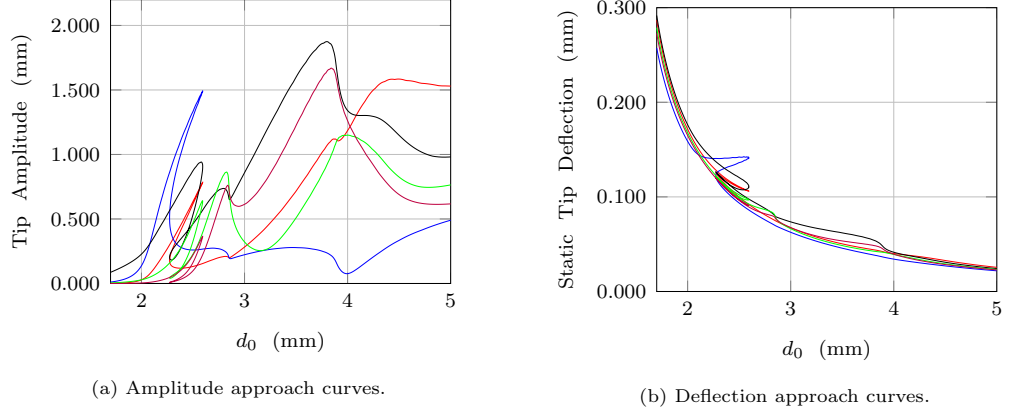 2.000
1.500
1.000
0.500
0.000
Tip Amplitude (mm)
2
3
4
5
d0 (mm)
(a) Amplitude approach curves.
0.300
0.200
0.100
0.000
Static Tip Deflection (mm)
2
3
4
5
d0 (mm)
(b) Deflection approach curves.